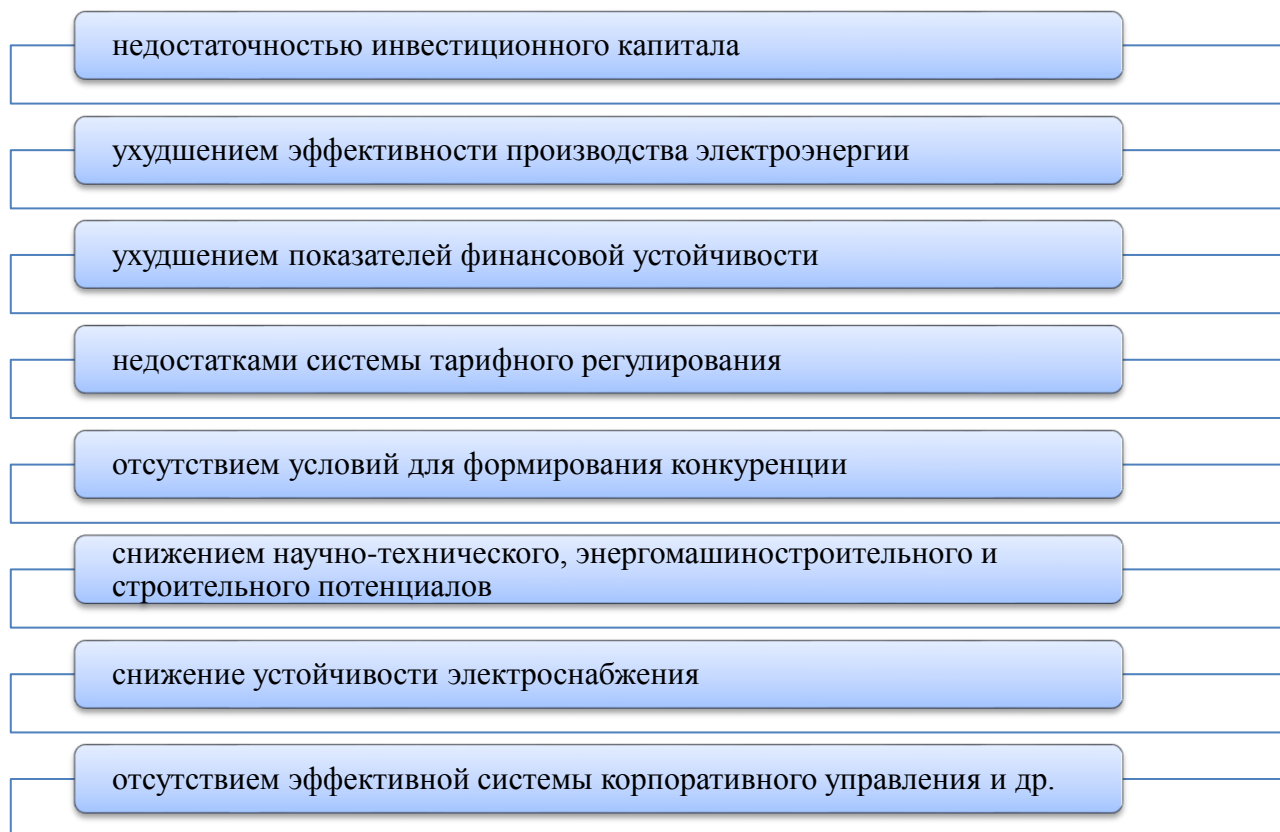 недостаточностью инвестиционного капитала
ухудшением эффективности производства электроэнергии
ухудшением показателей финансовой устойчивости
недостатками системы тарифного регулирования
отсутствием условий для формирования конкуренции
снижением научно-технического, энергомашиностроительного и
строительного потенциалов
снижение устойчивости электроснабжения
отсутствием эффективной системы корпоративного управления и др.